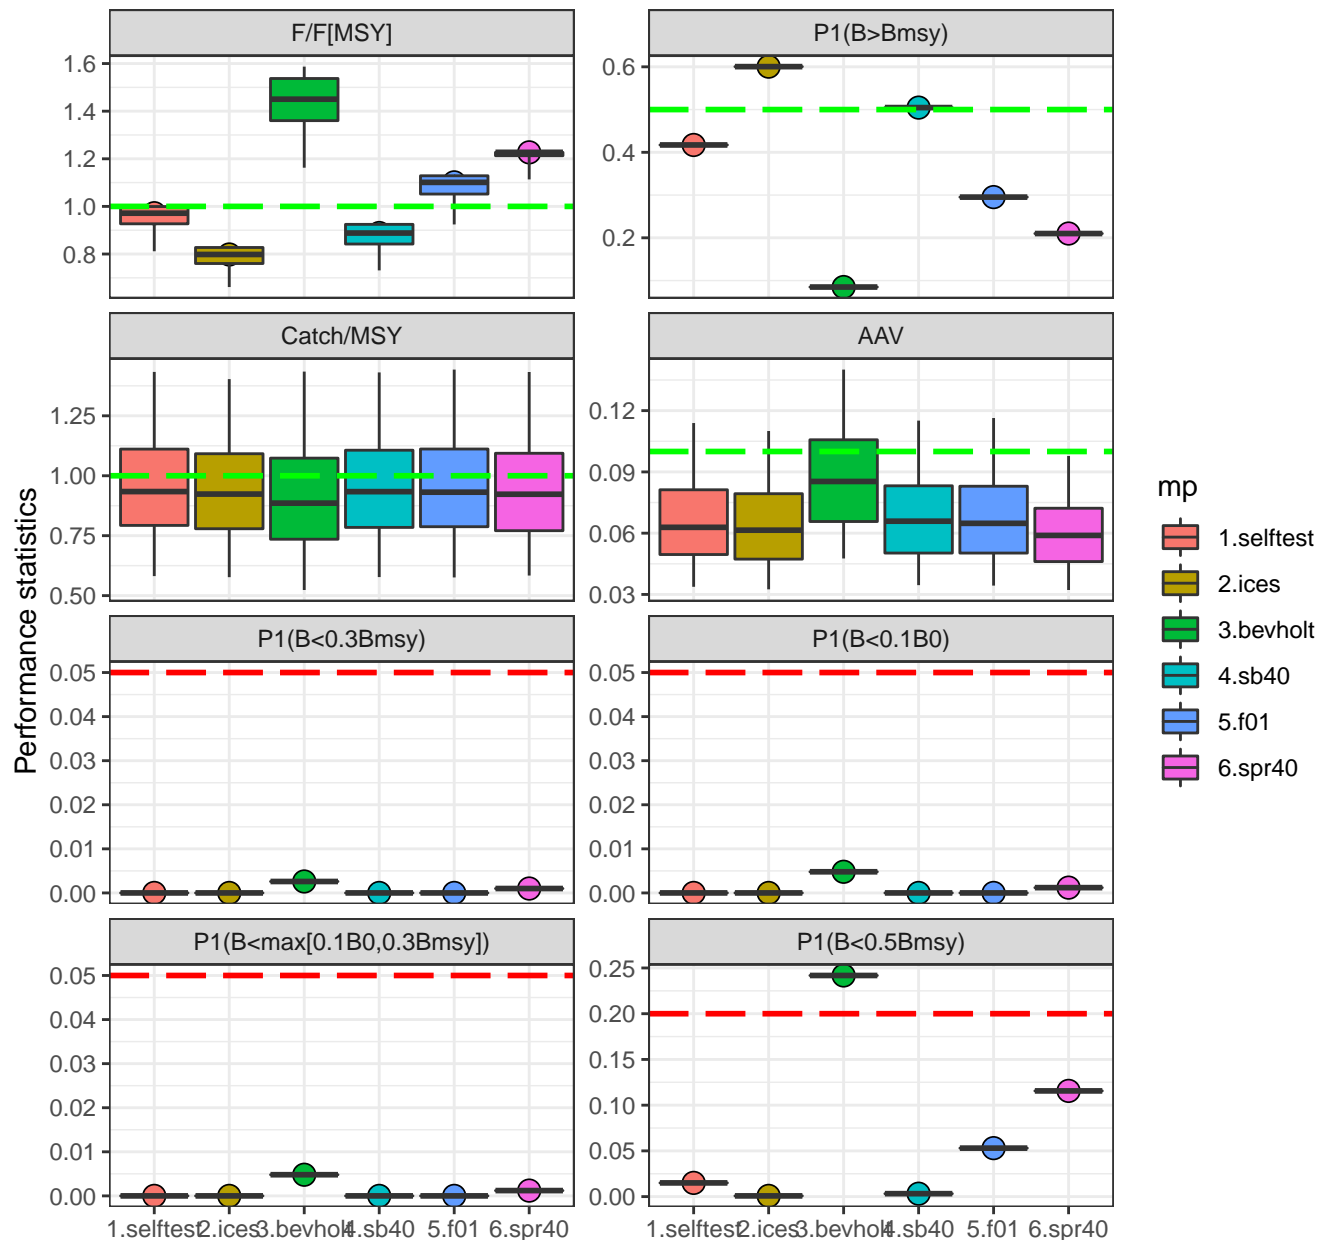 F/F[MSY]
P1(B>Bmsy)
1.6
1.4
1.2
1.0
0.8
0.6
0.4
0.2
Catch/MSY
AAV
1.25
1.00
0.75
0.50
0.12
0.09
0.06
0.03
P1(B<0.3Bmsy)
P1(B<0.1B0)
0.05
0.04
0.03
0.02
0.01
0.00
0.05
0.04
0.03
0.02
0.01
0.00
P1(B<max[0.1B0,0.3Bmsy])
P1(B<0.5Bmsy)
0.05
0.04
0.03
0.02
0.01
0.00
0.25
0.20
0.15
0.10
0.05
0.00
1.selftest 2.ices 3.bevholt 4.sb40 5.f01 6.spr40
1.selftest 2.ices 3.bevholt 4.sb40 5.f01 6.spr40
Performance statistics
mp
1.selftest
2.ices
3.bevholt
4.sb40
5.f01
6.spr40